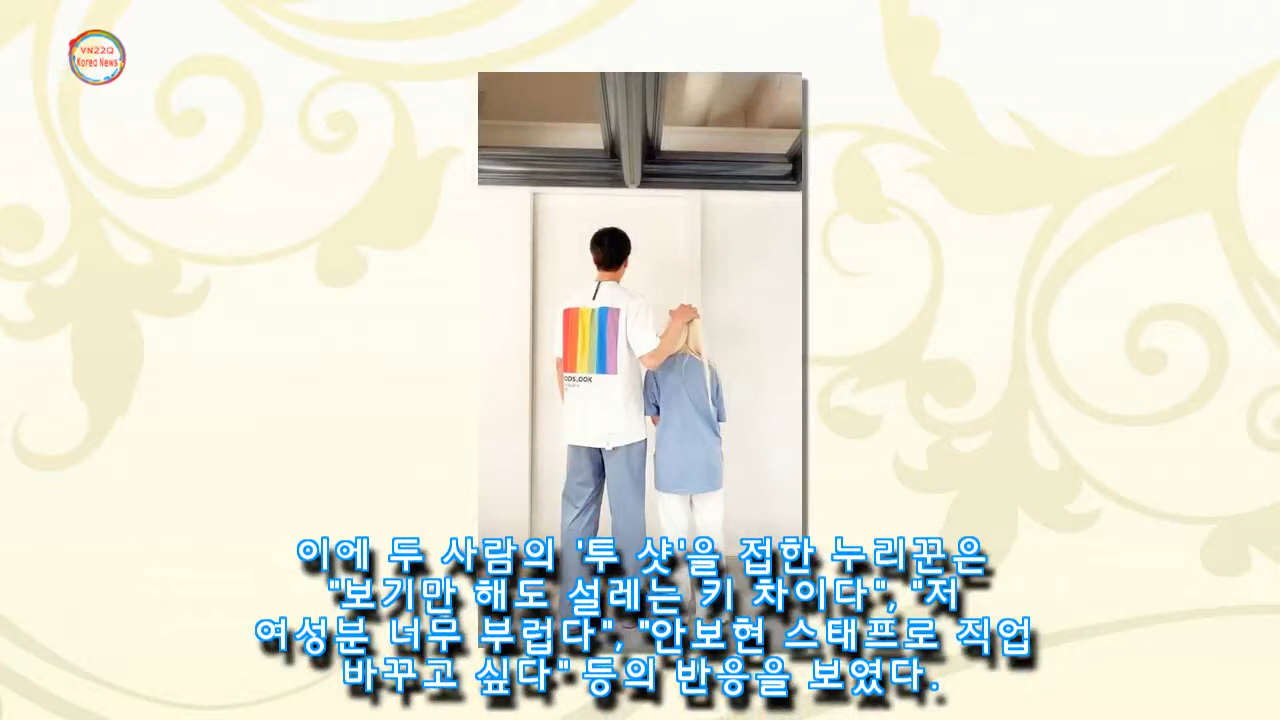 VN22Q
Korea News
ODSLOOK
이에 두 사람의 '투 샷'을 접한 누리꾼은
"보기만 해도 설레는 키 차이다", "저
여성분 너무 부럽다", "안보현 스태프로 직업
바꾸고 싶다" 등의 반응을 보였다.